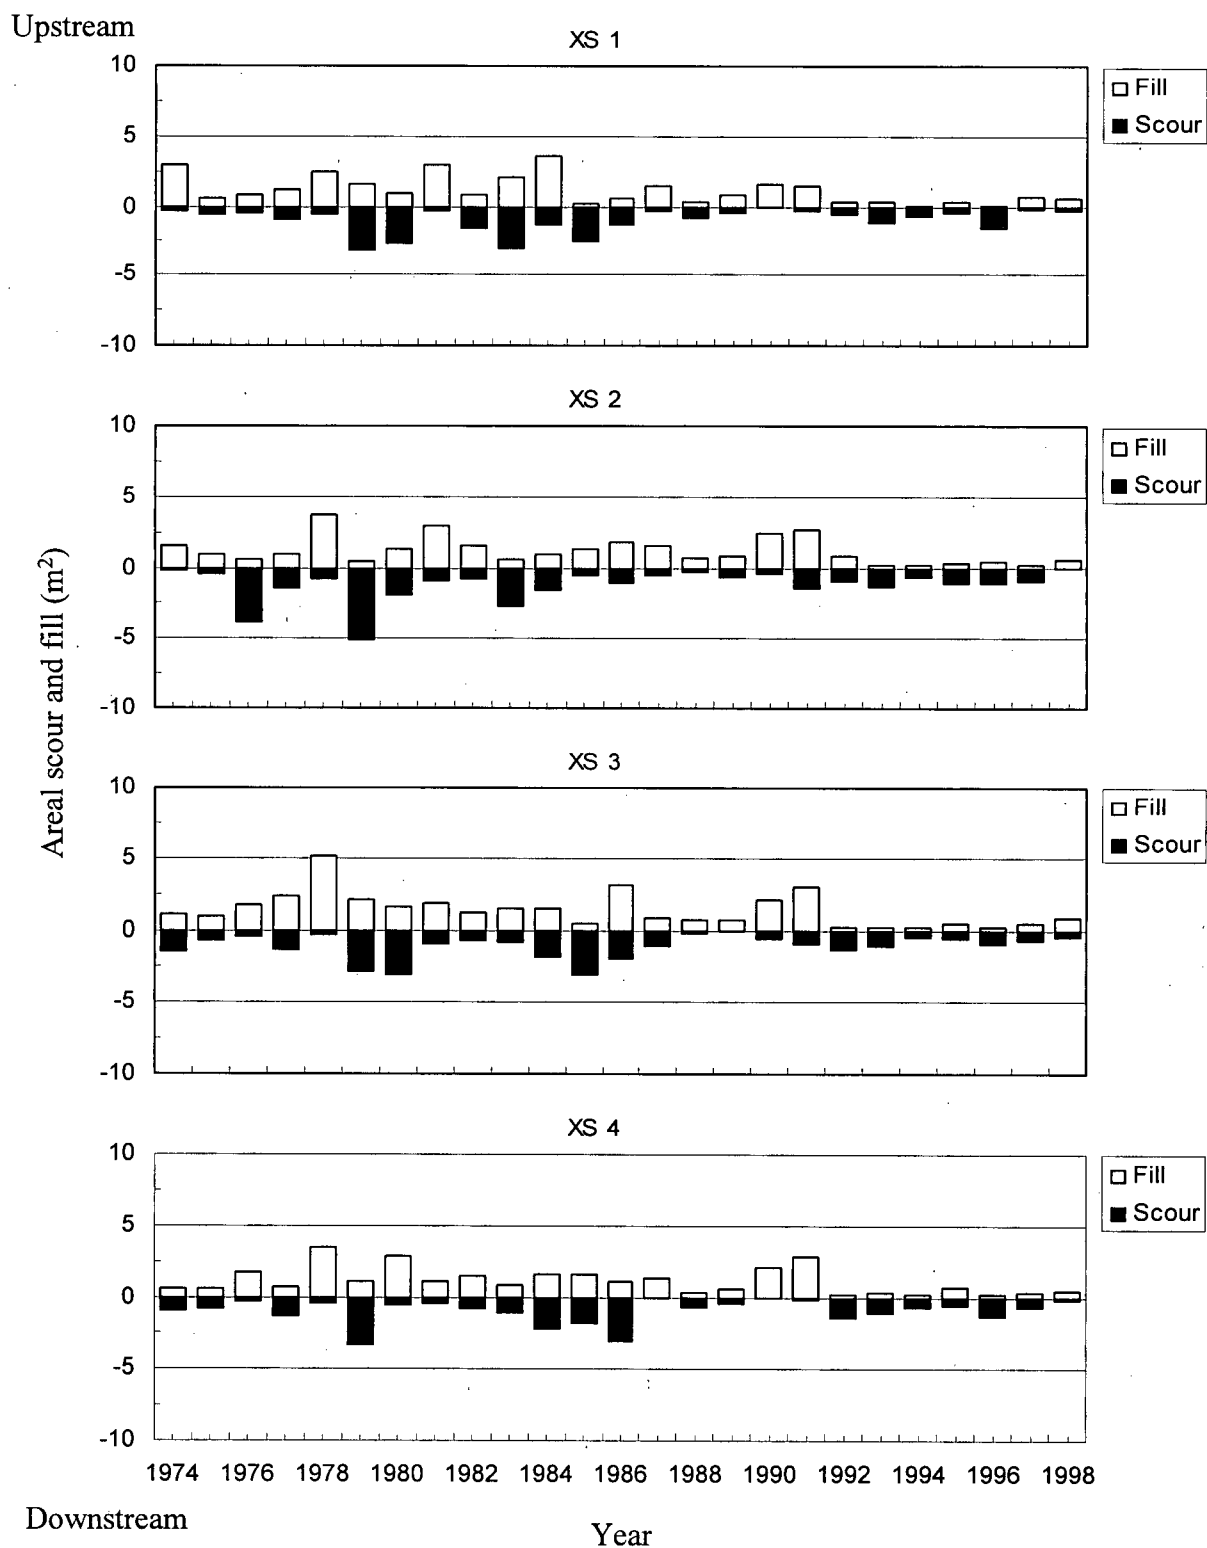 Upstream
XS 1
10
5
0
-5
-10
Fill
Scour
XS 2
10
5
0
-5
-10
Fill
Scour
XS 3
10
5
0
-5
-10
Fill
Scour
XS 4
10
5
0
-5
-10
Fill
Scour
Areal scour and fill (m²)
1974 1976 1978 1980 1982 1984 1986 1988 1990 1992 1994 1996 1998
Downstream
Year